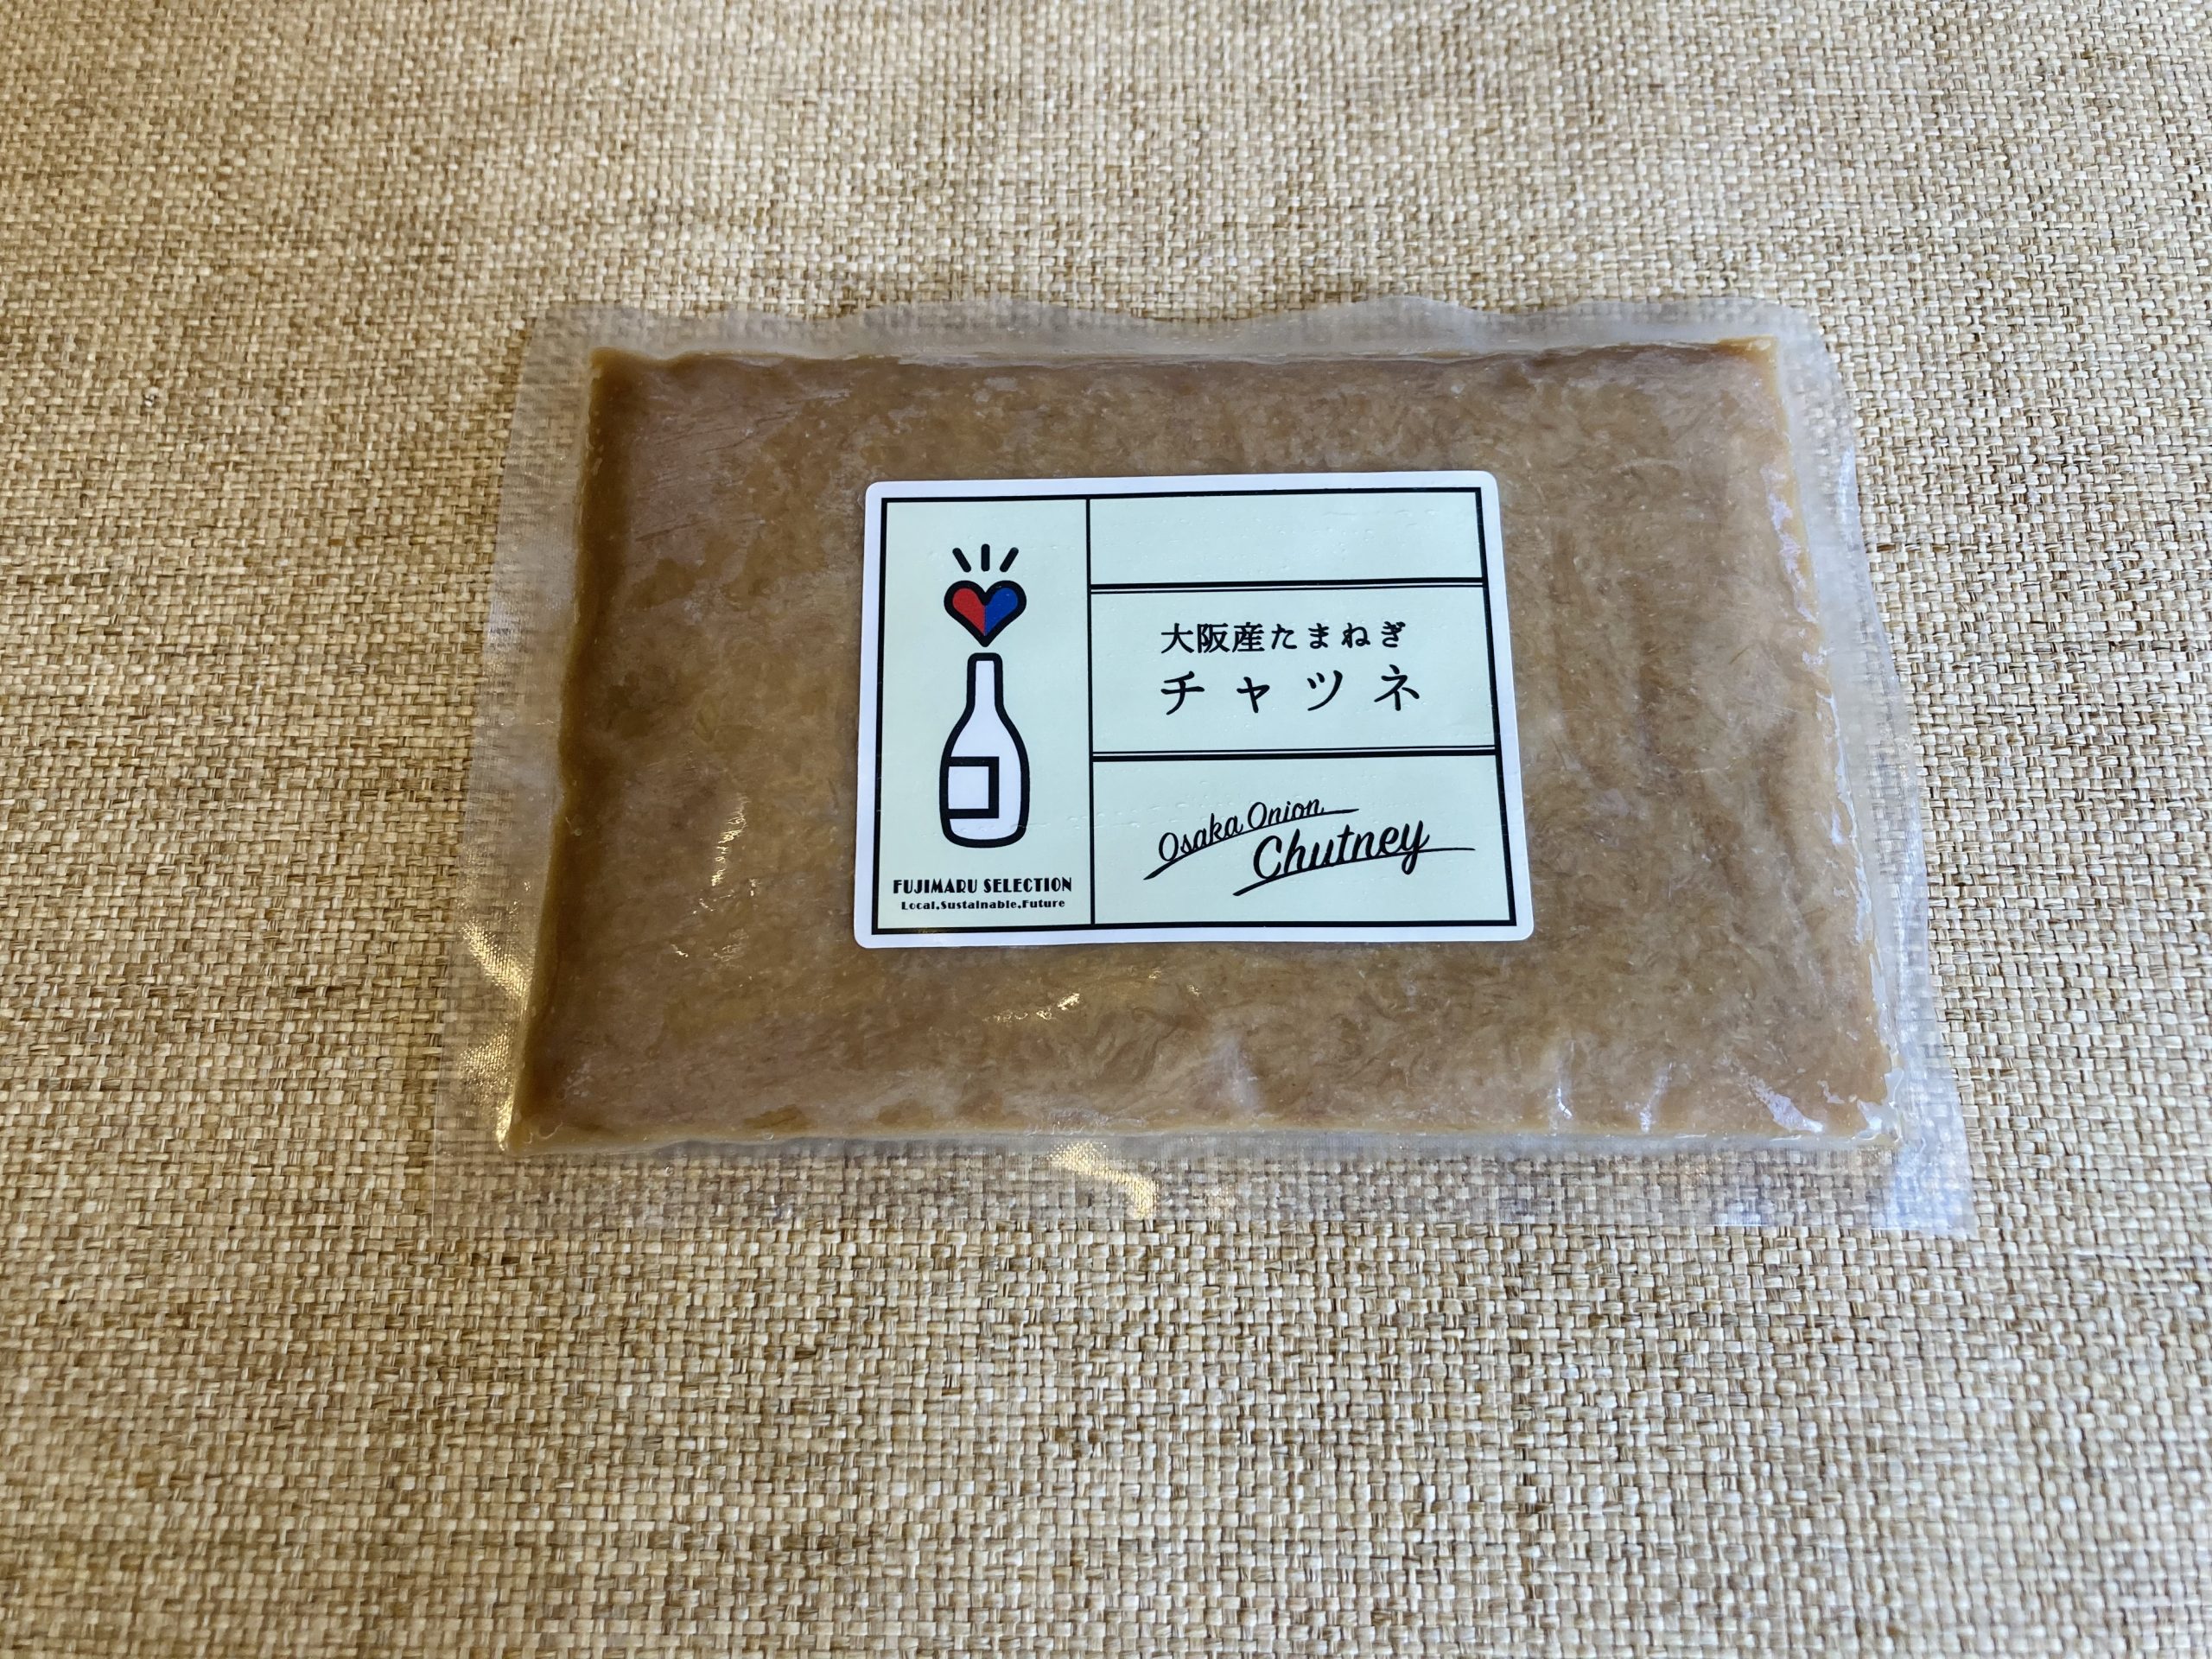 FUJIMARU SELECTION
Local,Sustainable,Future
大阪産たまねぎ
チャツネ
Osaka Onion
Chutney